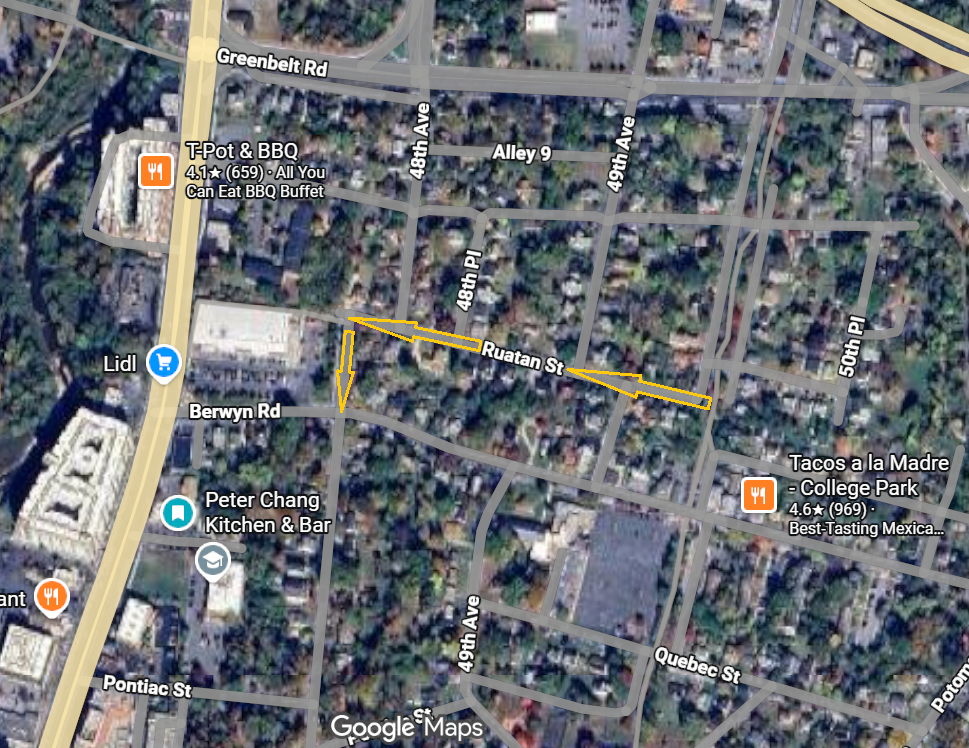 Greenbelt Rd
48th Ave
49th Ave
Alley 9
T-Pot & BBQ
4.1★ (659) · All You
Can Eat BBQ Buffet
48th Pl
50th Pl
Ruatan St
Lidl
Berwyn Rd
Tacos a la Madre
- College Park
4.6★ (969) ·
Best-Tasting Mexica...
Peter Chang
Kitchen & Bar
ant
49th Ave
Quebec St
Pontiac St
Potom
Google Maps